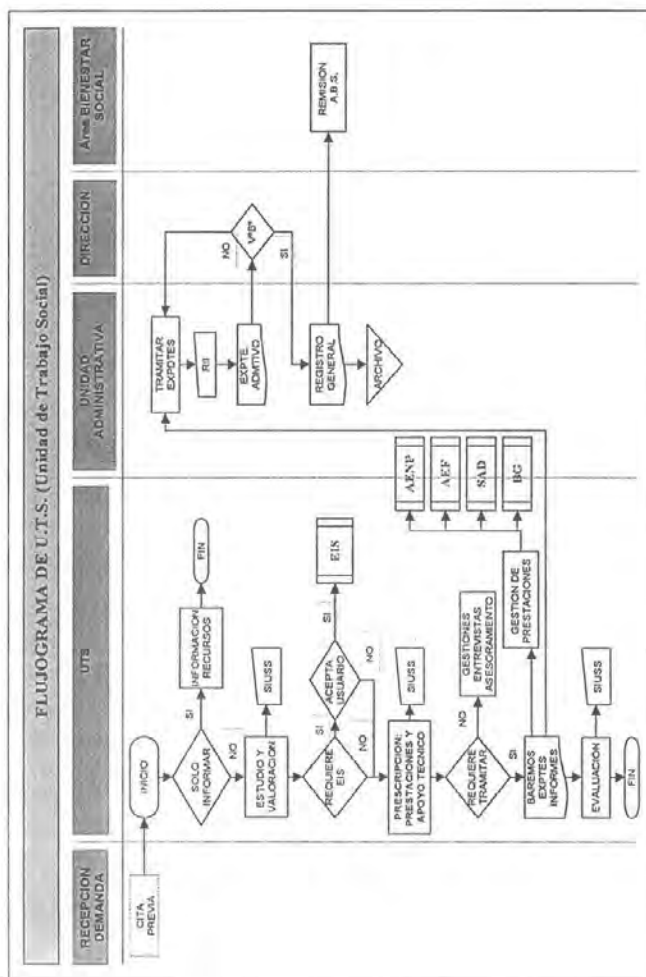 FLUJOGRAMA DE U.T.S. (Unidad de Trabajo Social)
RECEPCION
DEMANDA
UTS
UNIDAD
ADMINISTRATIVA
DIRECCION
Área BIENESTAR
SOCIAL
CITA
PREVIA
INICIO
SOLO
INFORMAR
SI
INFORMACION
RECURSOS
FIN
NO
ESTUDIO Y
VALORACION
SIUSS
REQUIERE
EIS
SI
ACEPTA
USUARIO
SI
EIS
NO
NO
PRESCRIPCION:
PRESTACIONES Y
APOYO TECNICO
SIUSS
REQUIERE
TRAMITAR
NO
GESTIONES
ENTREVISTAS
ASESORAMIENTO
SI
BAREMOS
EXPTES
INFORMES
GESTION DE
PRESTACIONES
AENP
AEF
SAD
BG
EVALUACION
SIUSS
FIN
TRAMITAR
EXPDTES
EXPTE
ADMTIVO
VºBº
NO
SI
REGISTRO
GENERAL
ARCHIVO
REMISION
A.B.S.